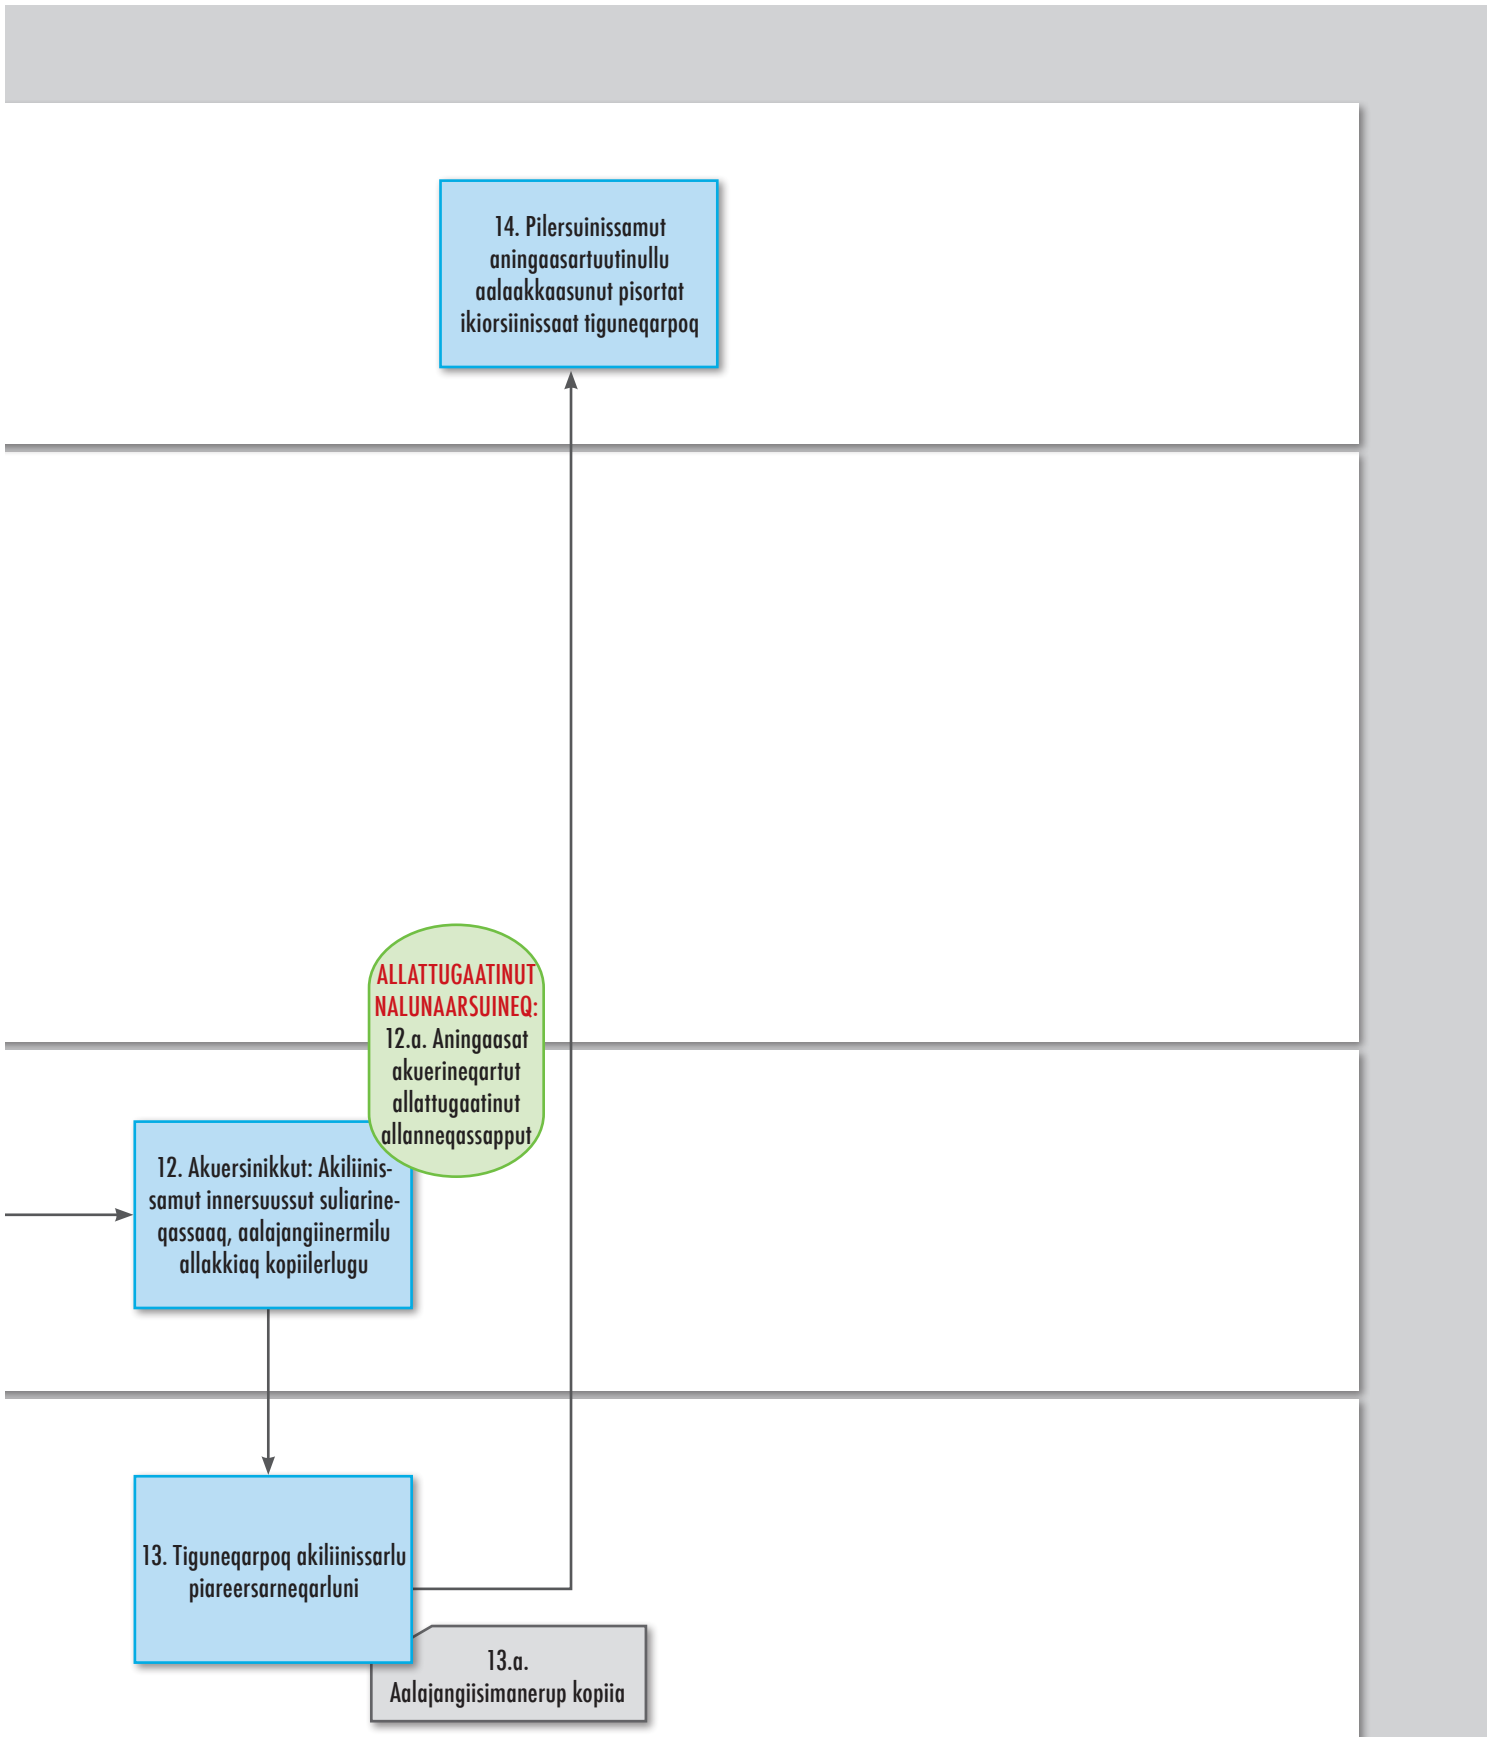 14. Pilersuinissamut
aningaasartuutinullu
aalaakkaasunut pisortat
ikiorsiinissaat tiguneqarpoq
ALLATTUGAATINUT
NALUNAARSUINEQ:
12.a. Aningaasat
akuerineqartut
allattugaatinut
allanneqassapput
12. Akuersinikkut: Akiliinis-
samut innersuussut suliarine-
qassaaq, aalajangiinermilu
allakkiaq kopiilerlugu
13. Tiguneqarpoq akiliinissarlu
piareersarneqarluni
13.a.
Aalajangiisimanerup kopiia